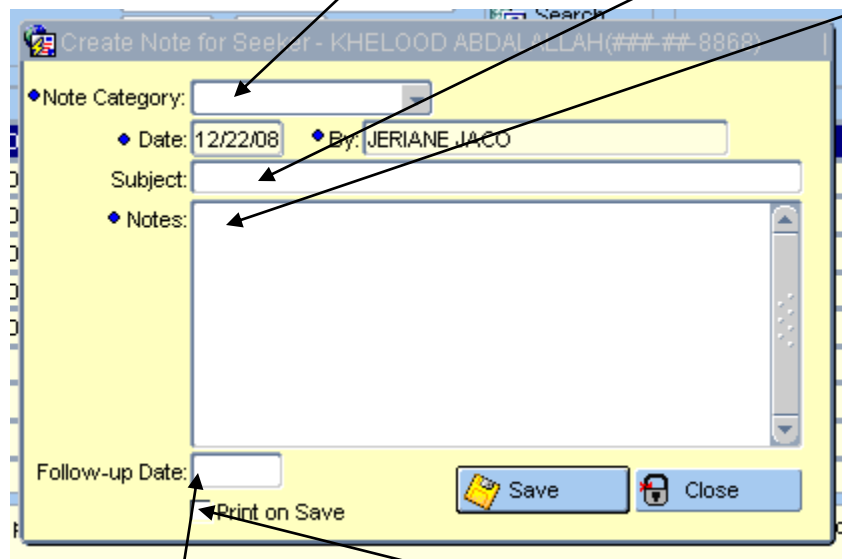 Search
Create Note for Seeker - KHELOOD ABDALALLAH(###-##-8868)
Note Category:
Date: 12/22/08 By: JERIANE JACO
Subject:
Notes:
Follow-up Date:
Save Close
Print on Save